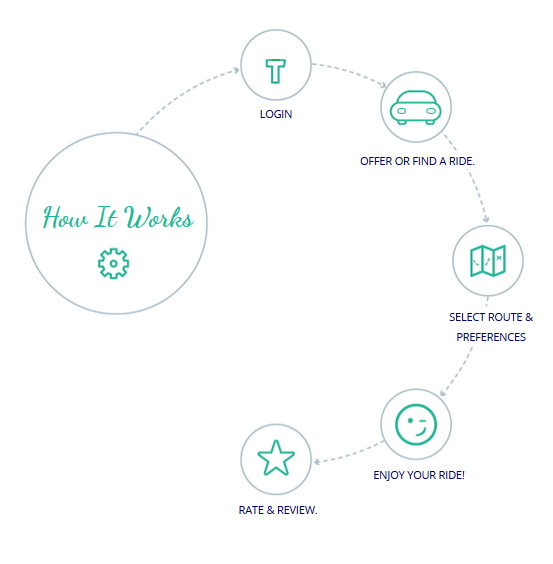 How It Works
T
LOGIN
OFFER OR FIND A RIDE.
SELECT ROUTE &
PREFERENCES
ENJOY YOUR RIDE!
RATE & REVIEW.